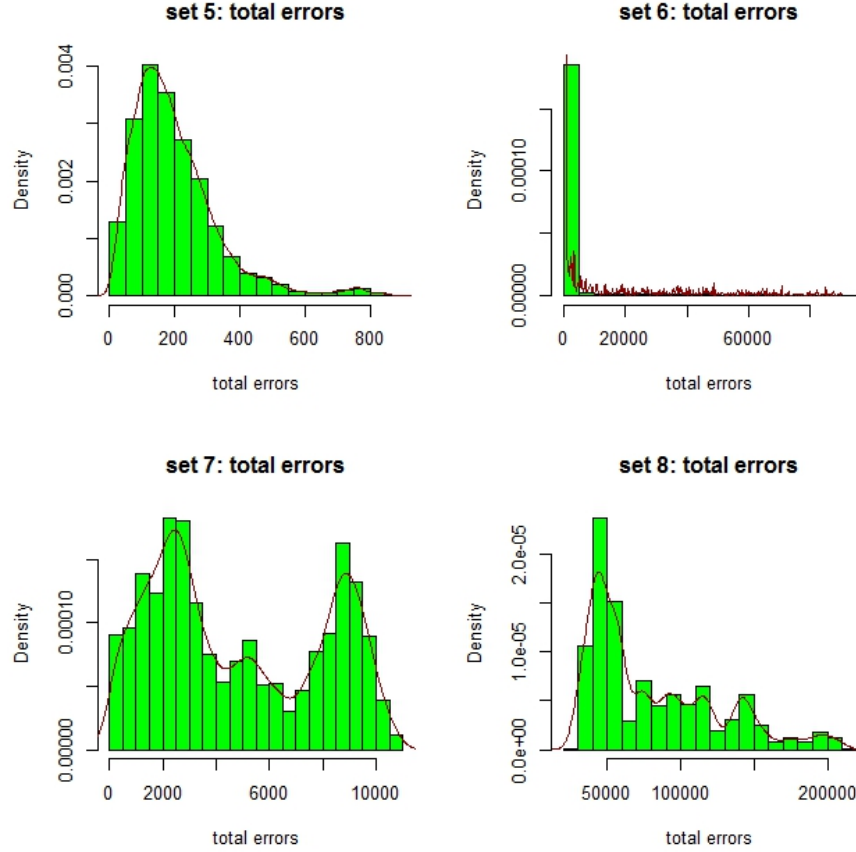 set 5: total errors
Density
0.000
0.002
0.004
0
200
400
600
800
total errors
set 6: total errors
Density
0.00000
0.00010
0
20000
60000
total errors
set 7: total errors
Density
0.00000
0.00010
0
2000
6000
10000
total errors
set 8: total errors
Density
0.0e+00
1.0e-05
2.0e-05
50000
100000
200000
total errors